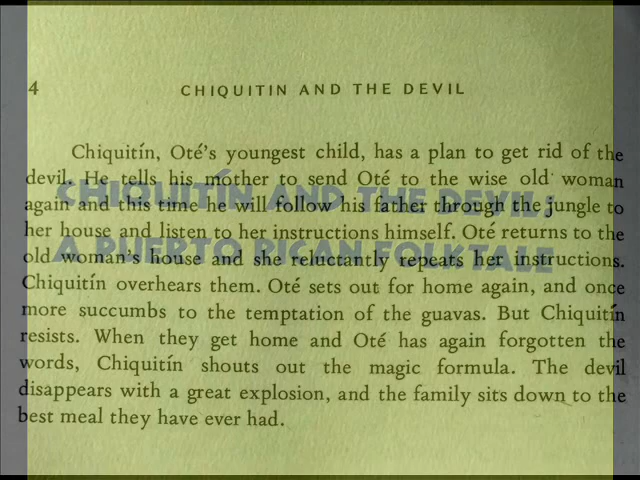 4
CHIQUITIN AND THE DEVIL
Chiquitín, Oté's youngest child, has a plan to get rid of the
devil. He tells his mother to send Oté to the wise old woman
again and this time he will follow his father through the jungle to
her house and listen to her instructions himself. Oté returns to the
old woman's house and she reluctantly repeats her instructions.
Chiquitín overhears them. Oté sets out for home again, and once
more succumbs to the temptation of the guavas. But Chiquitín
resists. When they get home and Oté has again forgotten the
words, Chiquitín shouts out the magic formula. The devil
disappears with a great explosion, and the family sits down to the
best meal they have ever had.
CHIQUITÍN AND THE DEVIL;
A PUERTO RICAN FOLKTALE